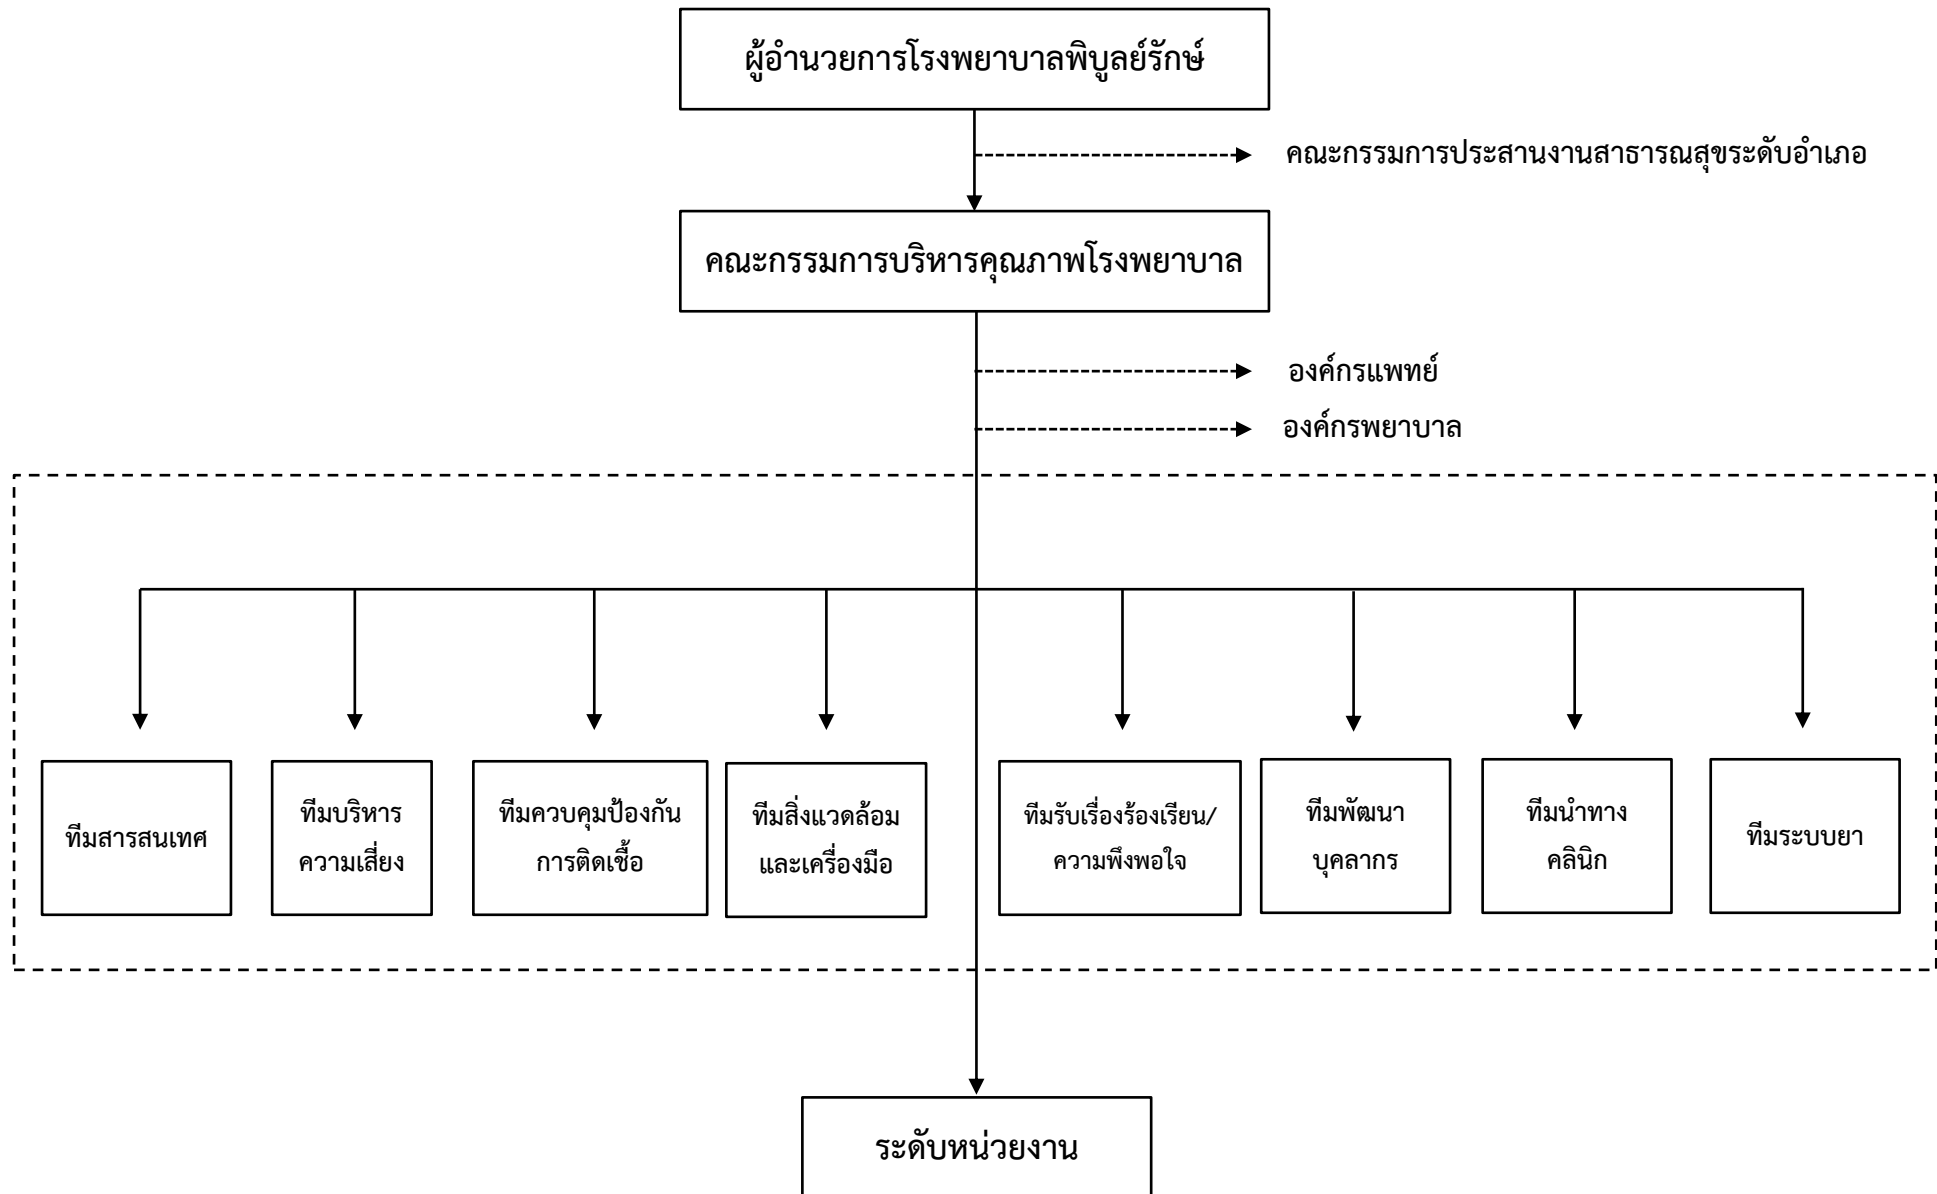 ผู้อำนวยการโรงพยาบาลพิบูลย์รักษ์
คณะกรรมการประสานงานสาธารณสุขระดับอำเภอ
คณะกรรมการบริหารคุณภาพโรงพยาบาล
องค์กรแพทย์
องค์กรพยาบาล
ทีมสารสนเทศ
ทีมบริหาร
ความเสี่ยง
ทีมควบคุมป้องกัน
การติดเชื้อ
ทีมสิ่งแวดล้อม
และเครื่องมือ
ทีมรับเรื่องร้องเรียน/
ความพึงพอใจ
ทีมพัฒนา
บุคลากร
ทีมนำทาง
คลินิก
ทีมระบบยา
ระดับหน่วยงาน